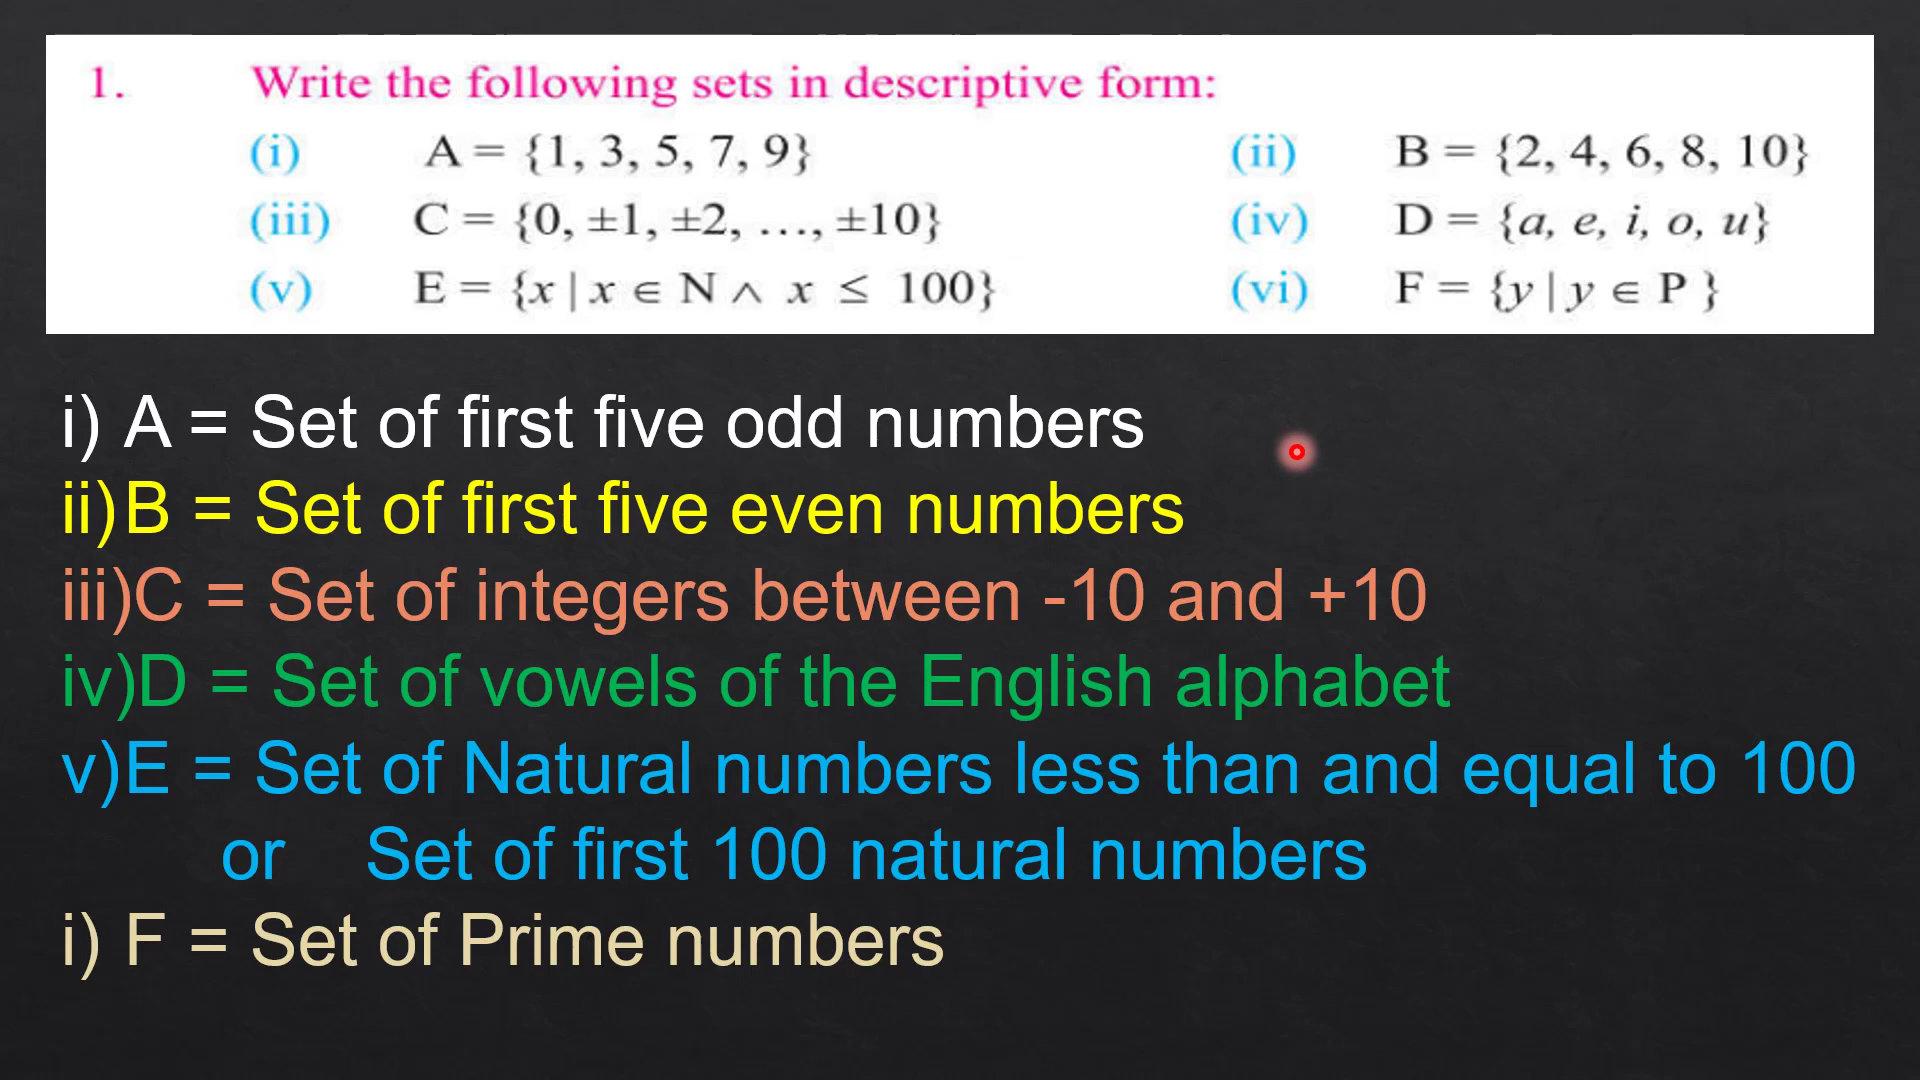 1. Write the following sets in descriptive form:
(i) A = {1, 3, 5, 7, 9} (ii) B = {2, 4, 6, 8, 10}
(iii) C = {0, ±1, ±2, …, ±10} (iv) D = {a, e, i, o, u}
(v) E = {x | x ∈ N ∧ x ≤ 100} (vi) F = {y | y ∈ P }
i) A = Set of first five odd numbers
ii)B = Set of first five even numbers
iii)C = Set of integers between -10 and +10
iv)D = Set of vowels of the English alphabet
v)E = Set of Natural numbers less than and equal to 100
or Set of first 100 natural numbers
i) F = Set of Prime numbers